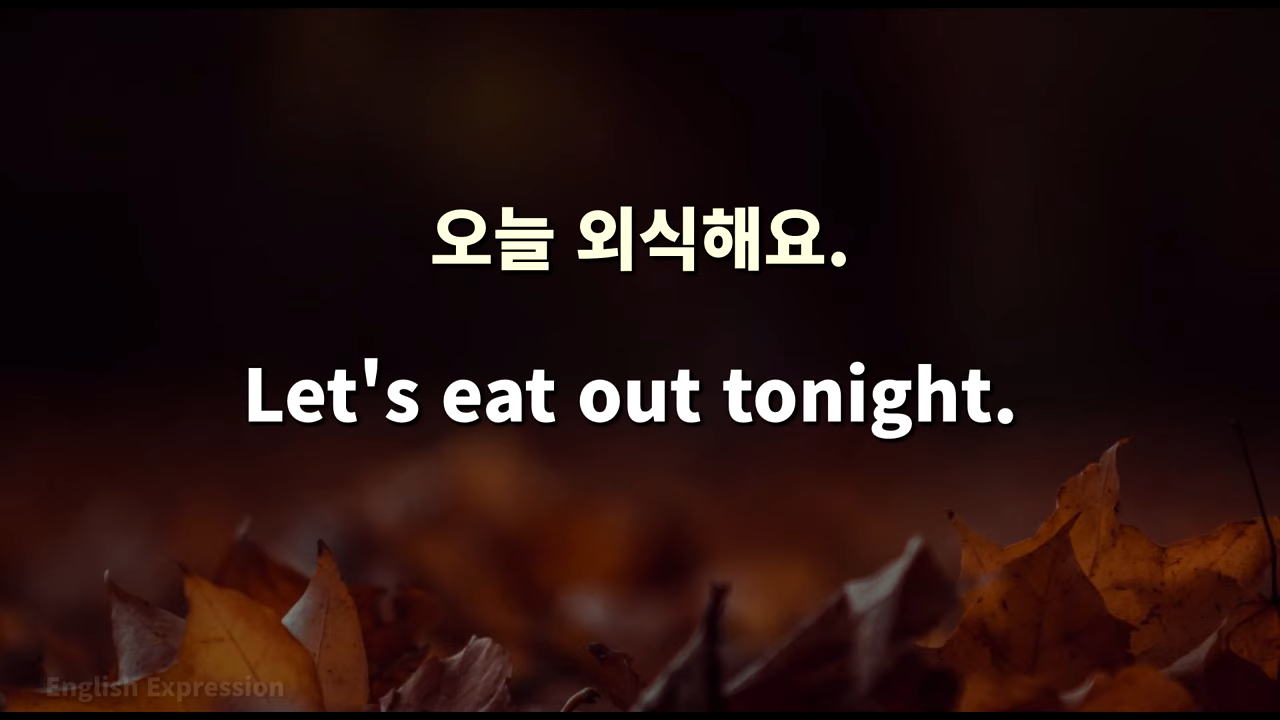 오늘 외식해요.
Let's eat out tonight.
English Expression